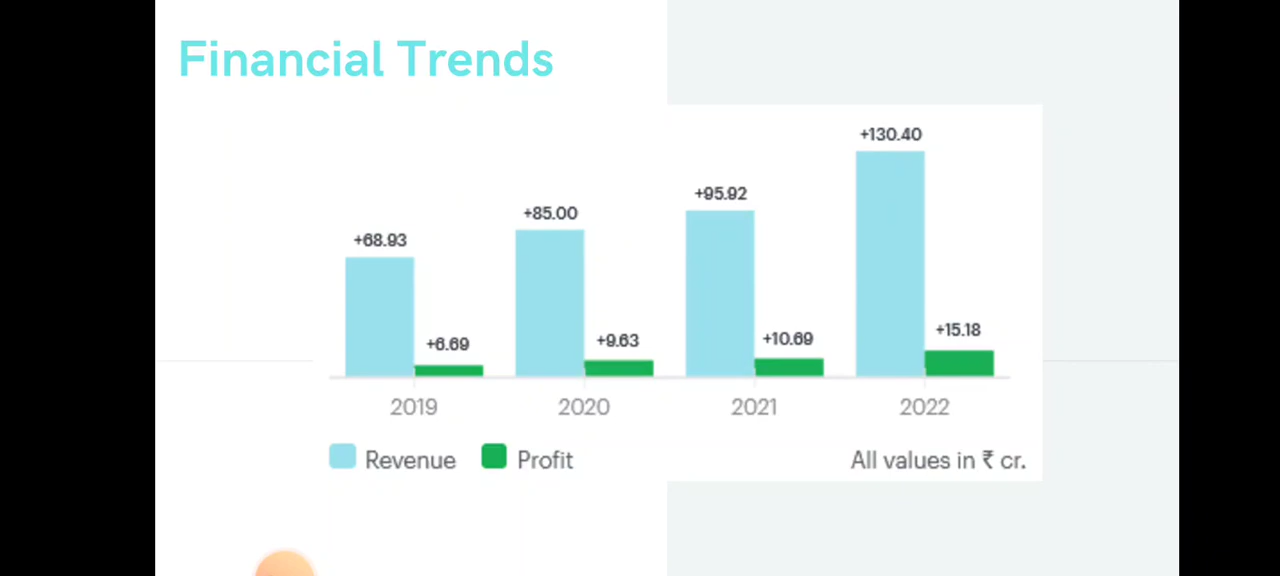 Financial Trends
+130.40
+95.92
+85.00
+68.93
+15.18
+10.69
+9.63
+6.69
2019 2020 2021 2022
Revenue Profit All values in ₹ cr.